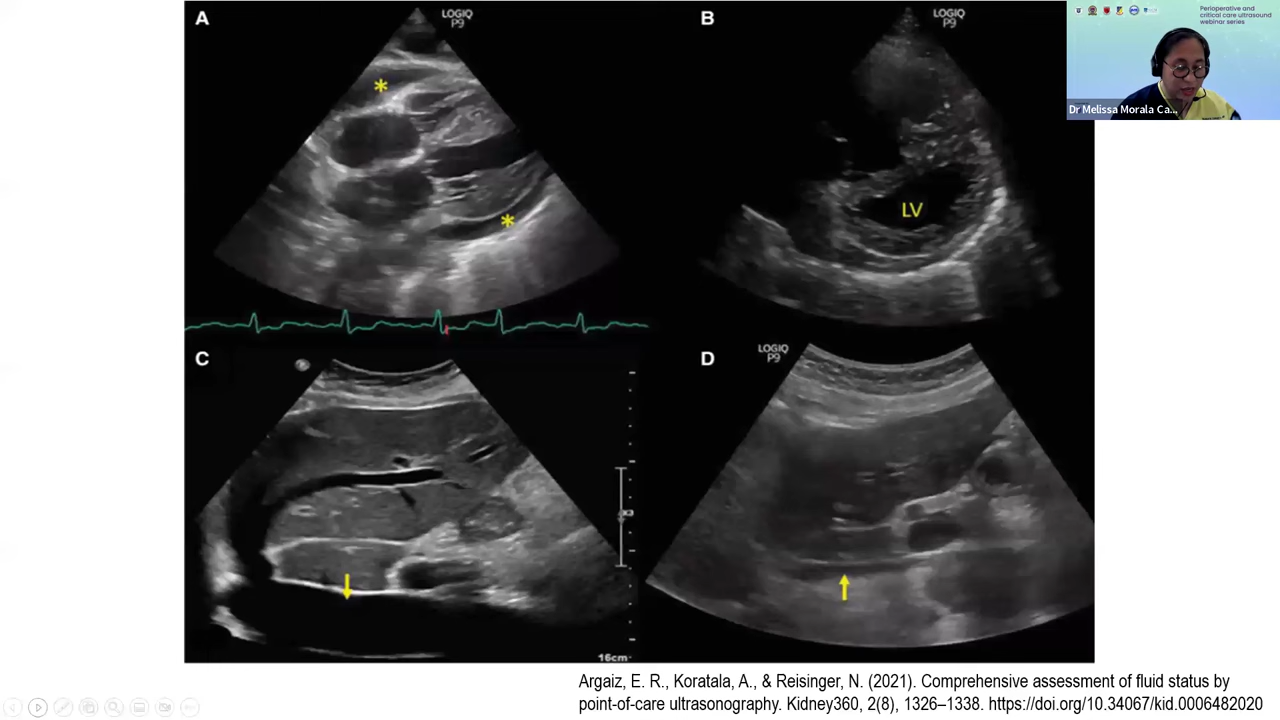 A
LOGIQ
P9
*
*
B
LOGIQ
P9
LV
C
16cm
D
LOGIQ
P9
Perioperative and
critical care ultrasound
webinar series
Dr Melissa Morala Ca...
Argaiz, E. R., Koratala, A., & Reisinger, N. (2021). Comprehensive assessment of fluid status by
point-of-care ultrasonography. Kidney360, 2(8), 1326–1338. https://doi.org/10.34067/kid.0006482020